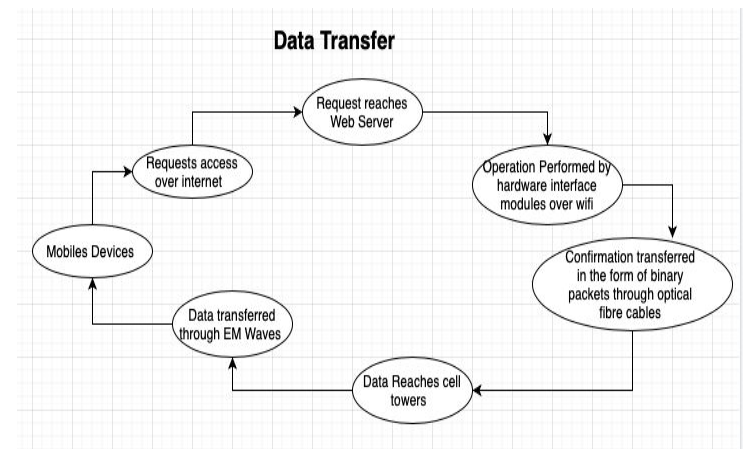 Data Transfer
Request reaches
Web Server
Requests access
over internet
Operation Performed by
hardware interface
modules over wifi
Mobiles Devices
Confirmation transferred
in the form of binary
packets through optical
fibre cables
Data transferred
through EM Waves
Data Reaches cell
towers